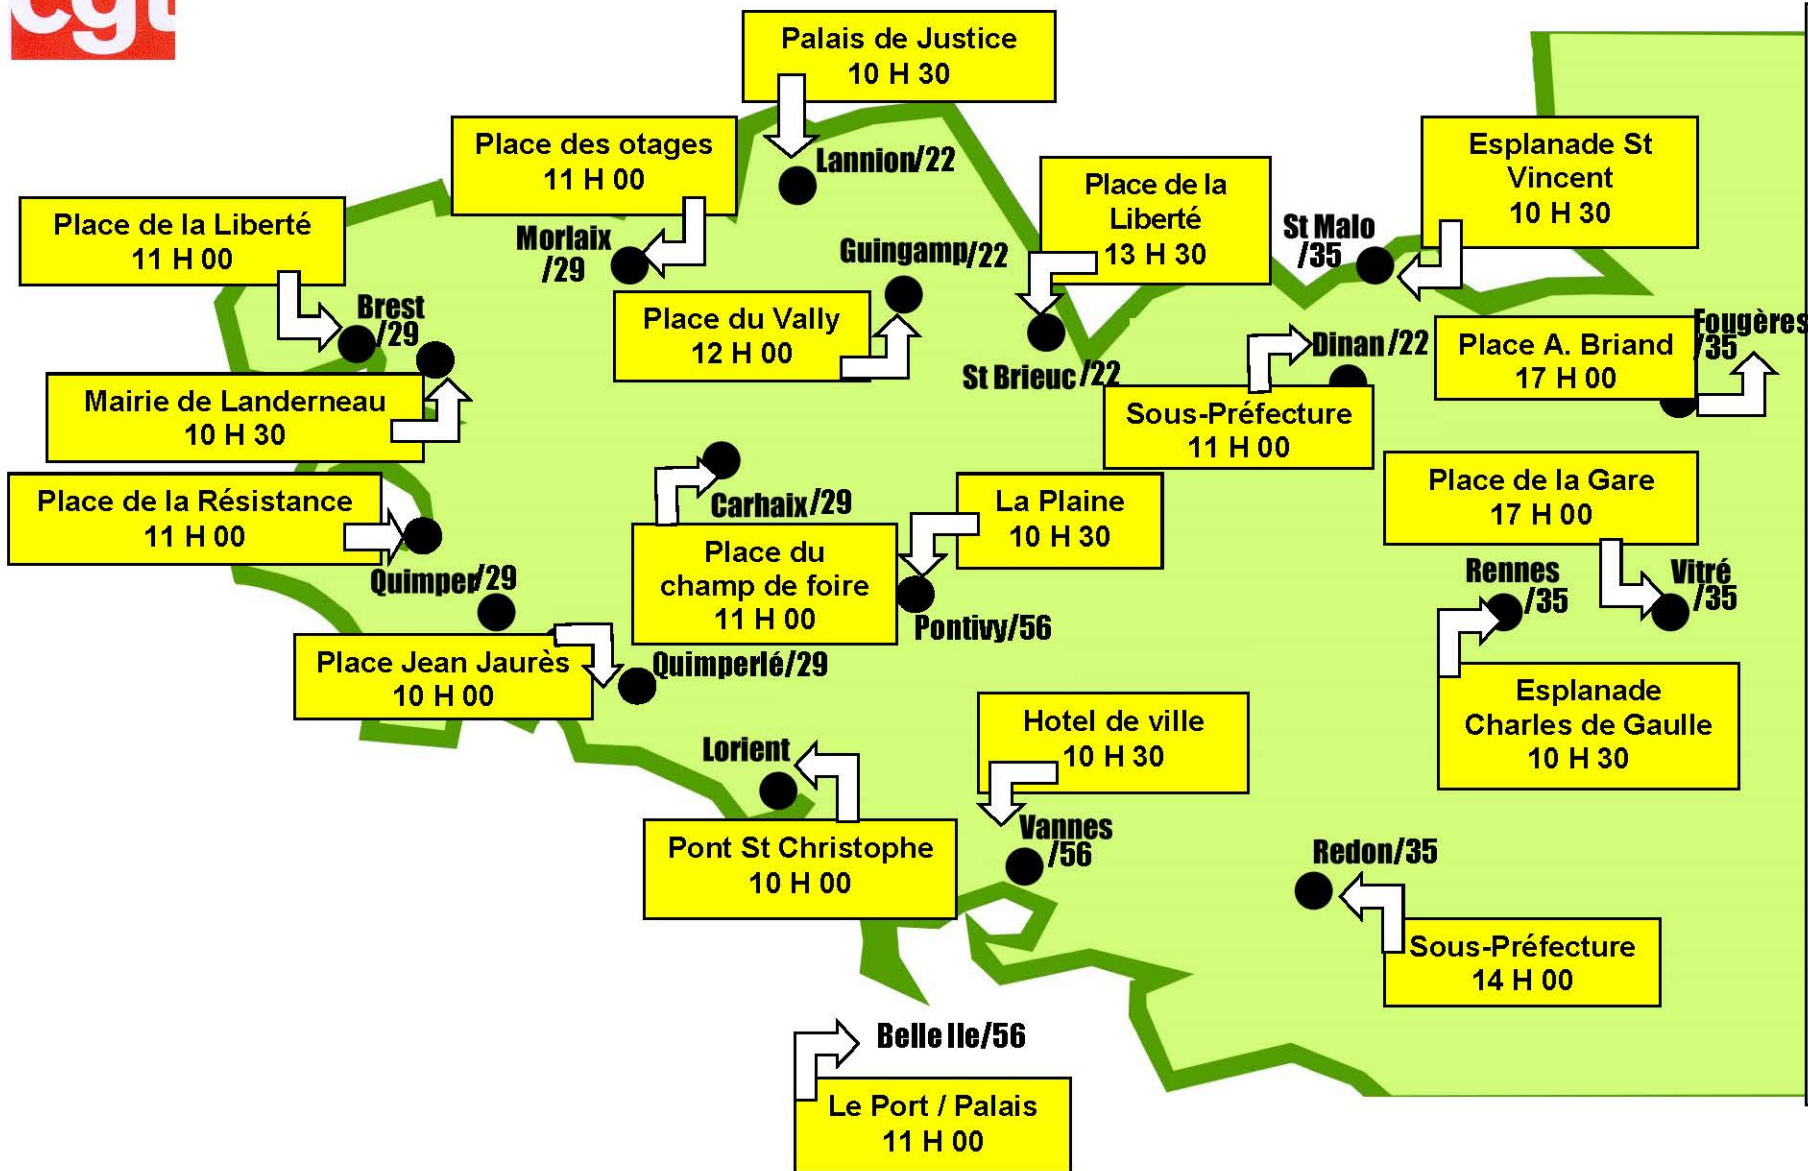 cgt
Palais de Justice
10 H 30
Lannion/22
Place des otages
11 H 00
Morlaix
/29
Place de la Liberté
11 H 00
Brest
/29
Mairie de Landerneau
10 H 30
Place du Vally
12 H 00
Guingamp/22
Place de la
Liberté
13 H 30
St Brieuc/22
Esplanade St
Vincent
10 H 30
St Malo
/35
Dinan/22
Sous-Préfecture
11 H 00
Place A. Briand
17 H 00
Fougères
/35
Place de la Résistance
11 H 00
Quimper/29
Carhaix/29
Place du
champ de foire
11 H 00
La Plaine
10 H 30
Pontivy/56
Place de la Gare
17 H 00
Vitré
/35
Rennes
/35
Esplanade
Charles de Gaulle
10 H 30
Place Jean Jaurès
10 H 00
Quimperlé/29
Lorient
Pont St Christophe
10 H 00
Hotel de ville
10 H 30
Vannes
/56
Redon/35
Sous-Préfecture
14 H 00
Belle Ile/56
Le Port / Palais
11 H 00